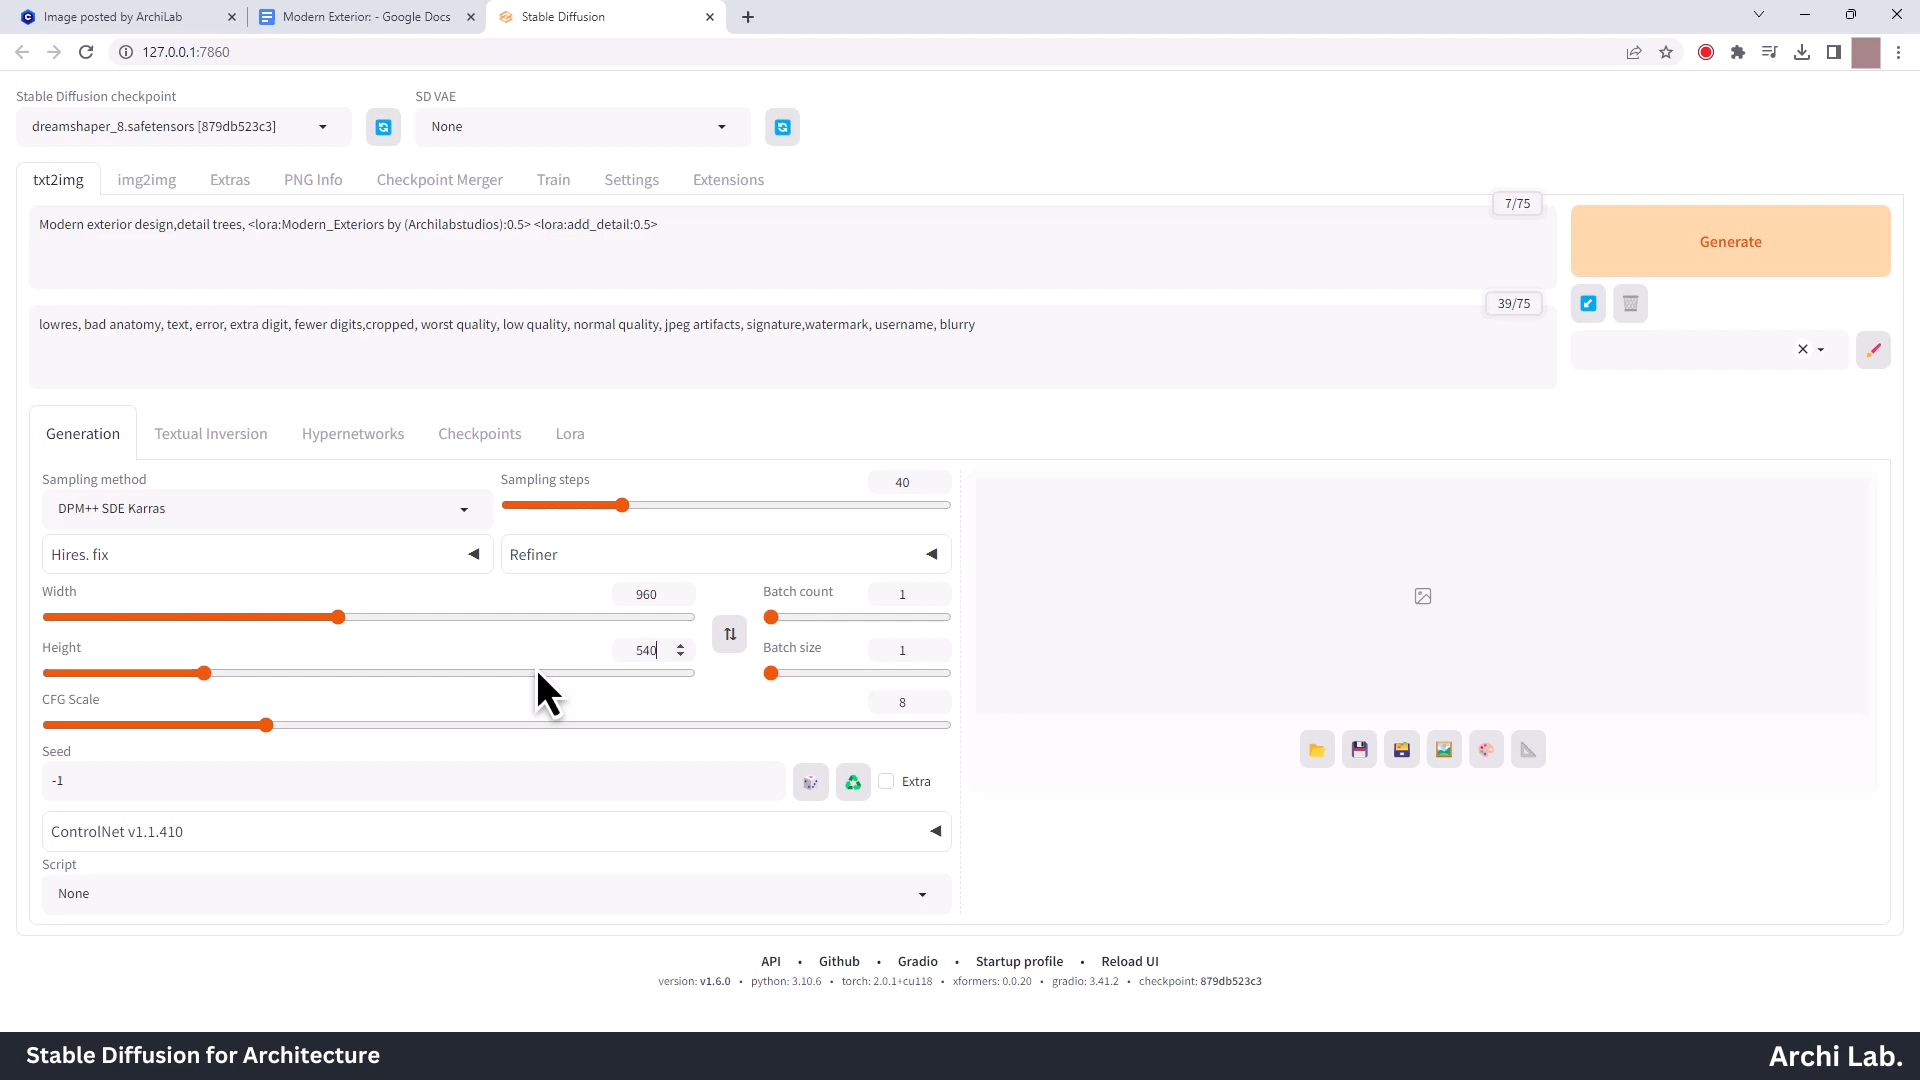 Image posted by ArchiLab
Modern Exterior: - Google Docs
Stable Diffusion
127.0.0.1:7860
Stable Diffusion checkpoint
SD VAE
dreamshaper_8.safetensors [879db523c3]
None
txt2img
img2img
Extras
PNG Info
Checkpoint Merger
Train
Settings
Extensions
7/75
Modern exterior design,detail trees, <lora:Modern_Exteriors by (Archilabstudios):0.5> <lora:add_detail:0.5>
Generate
39/75
lowres, bad anatomy, text, error, extra digit, fewer digits,cropped, worst quality, low quality, normal quality, jpeg artifacts, signature,watermark, username, blurry
Generation
Textual Inversion
Hypernetworks
Checkpoints
Lora
Sampling method
Sampling steps
40
DPM++ SDE Karras
Hires. fix
Refiner
Width
960
Batch count
1
Height
540
Batch size
1
CFG Scale
8
Seed
-1
Extra
ControlNet v1.1.410
Script
None
API • Github • Gradio • Startup profile • Reload UI
version: v1.6.0 • python: 3.10.6 • torch: 2.0.1+cu118 • xformers: 0.0.20 • gradio: 3.41.2 • checkpoint: 879db523c3
Stable Diffusion for Architecture
Archi Lab.